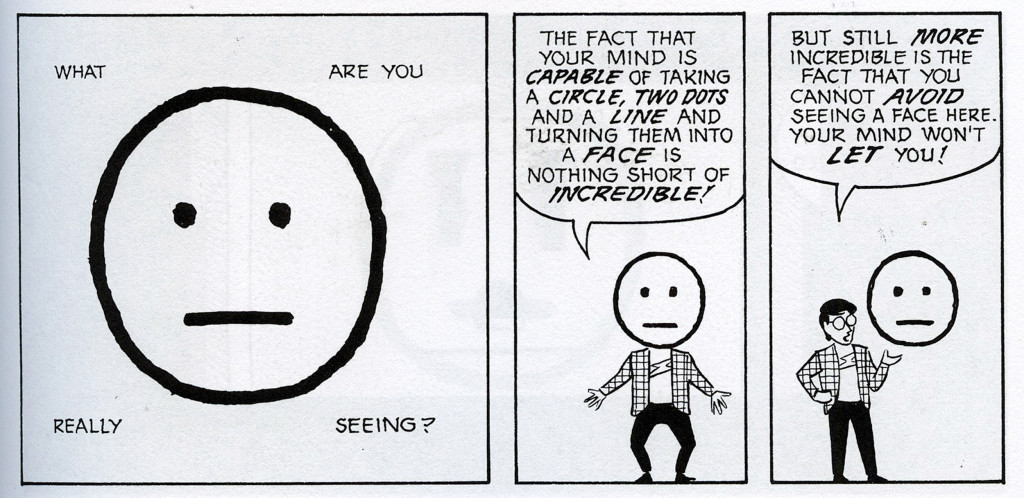 WHAT ARE YOU
REALLY SEEING?
THE FACT THAT
YOUR MIND IS
CAPABLE OF TAKING
A CIRCLE, TWO DOTS
AND A LINE AND
TURNING THEM INTO
A FACE IS
NOTHING SHORT OF
INCREDIBLE!
BUT STILL MORE
INCREDIBLE IS THE
FACT THAT YOU
CANNOT AVOID
SEEING A FACE HERE.
YOUR MIND WON'T
LET YOU!